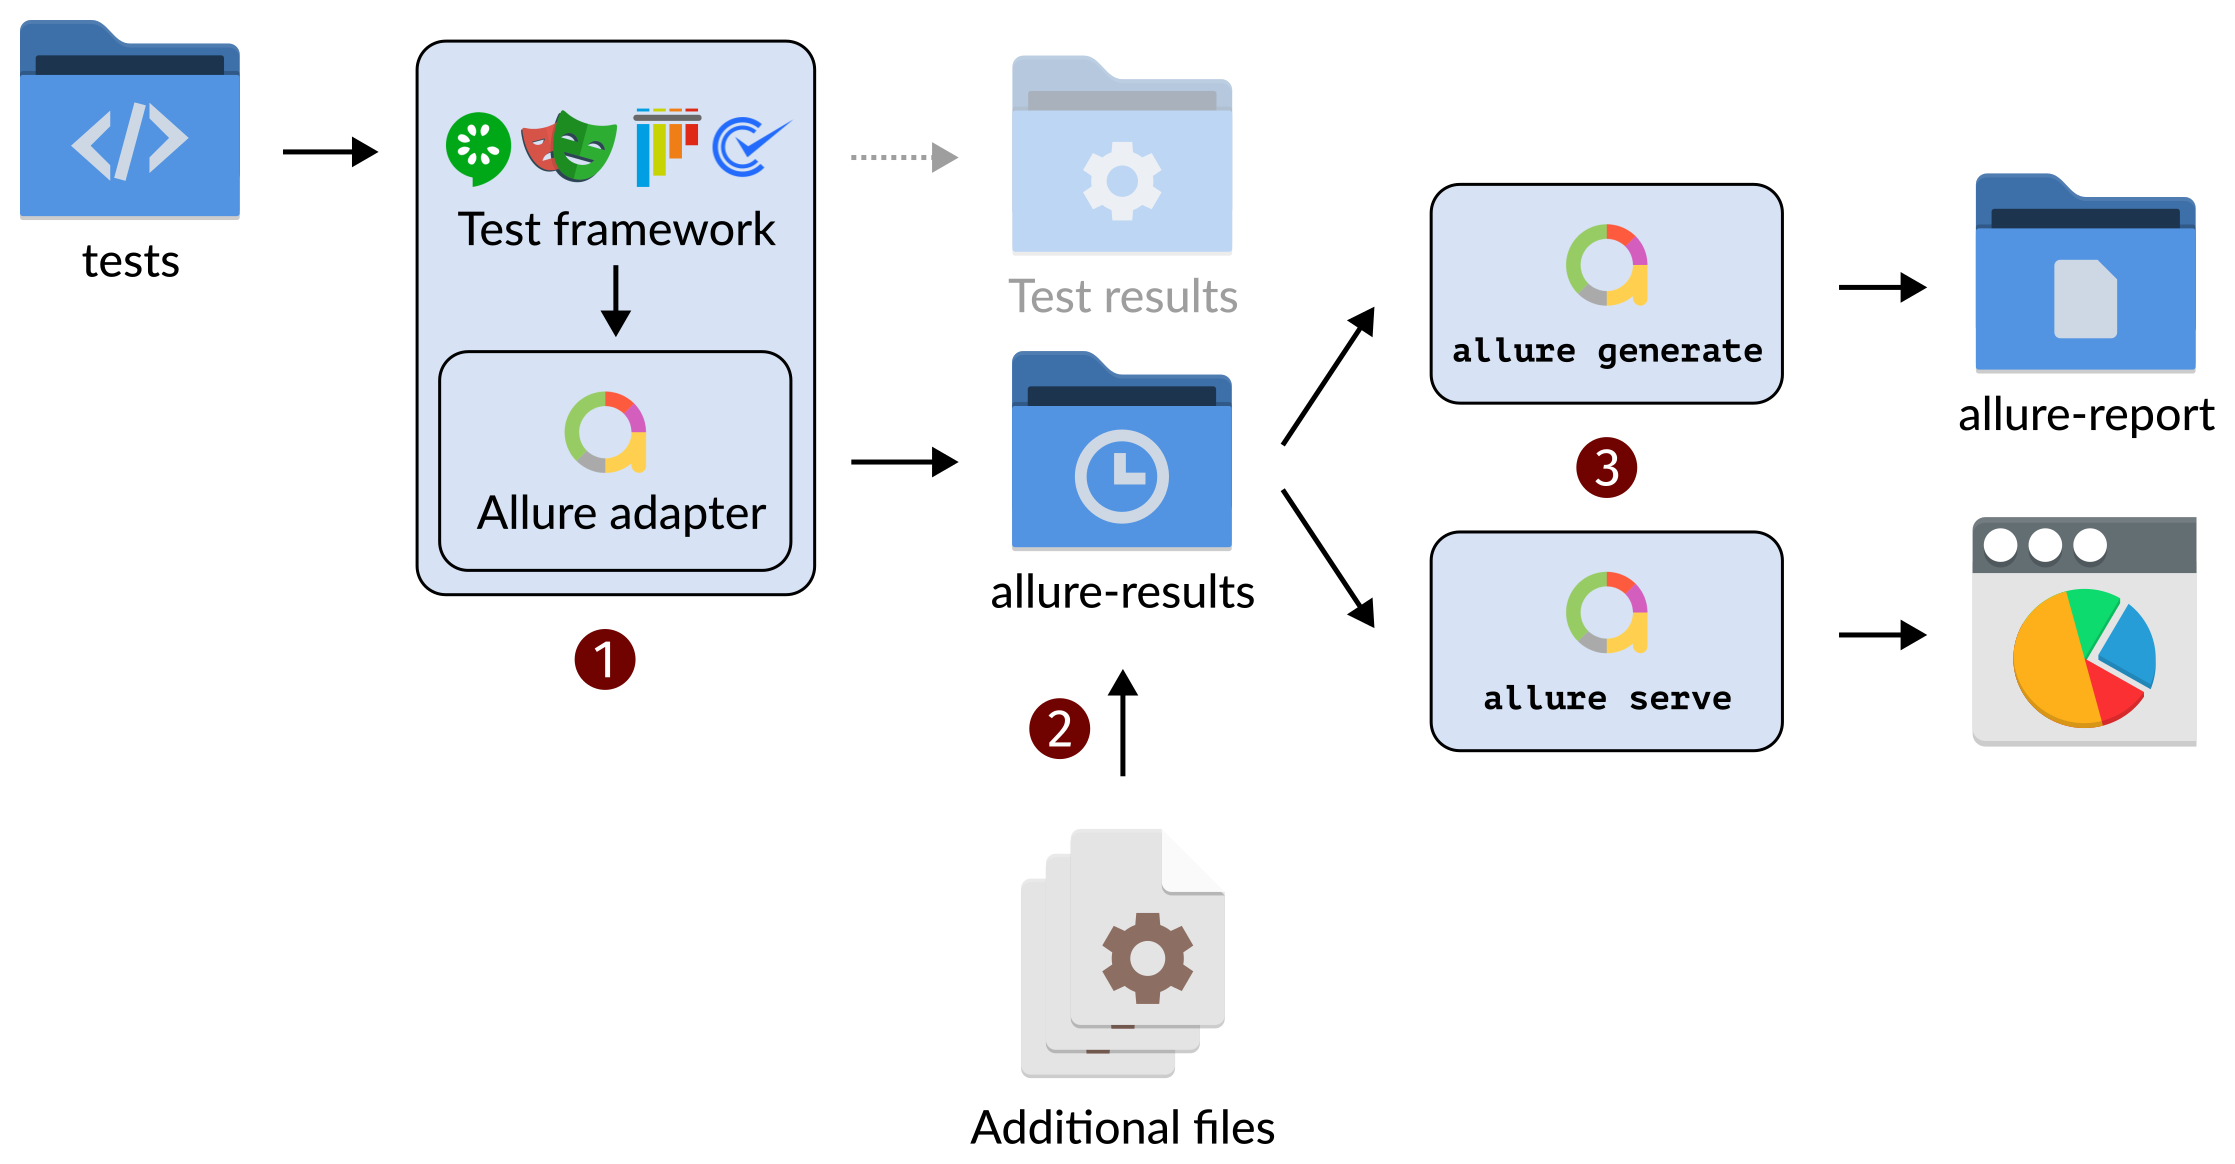 tests
Test framework
Allure adapter
1
Test results
allure-results
2
Additional files
allure generate
3
allure serve
allure-report